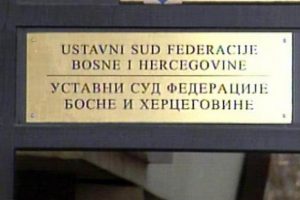 USTAVNI SUD FEDERACIJE
BOSNE I HERCEGOVINE
УСТАВНИ СУД ФЕДЕРАЦИЈЕ
БОСНЕ И ХЕРЦЕГОВИНЕ